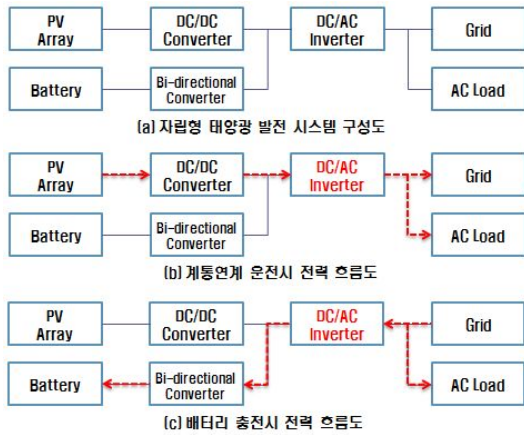 PV
Array
DC/DC
Converter
DC/AC
Inverter
Grid
Battery
Bi-directional
Converter
AC Load
(a) 자립형 태양광 발전 시스템 구성도
PV
Array
DC/DC
Converter
DC/AC
Inverter
Grid
Battery
Bi-directional
Converter
AC Load
(b) 계통연계 운전시 전력 흐름도
PV
Array
DC/DC
Converter
DC/AC
Inverter
Grid
Battery
Bi-directional
Converter
AC Load
(c) 배터리 충전시 전력 흐름도